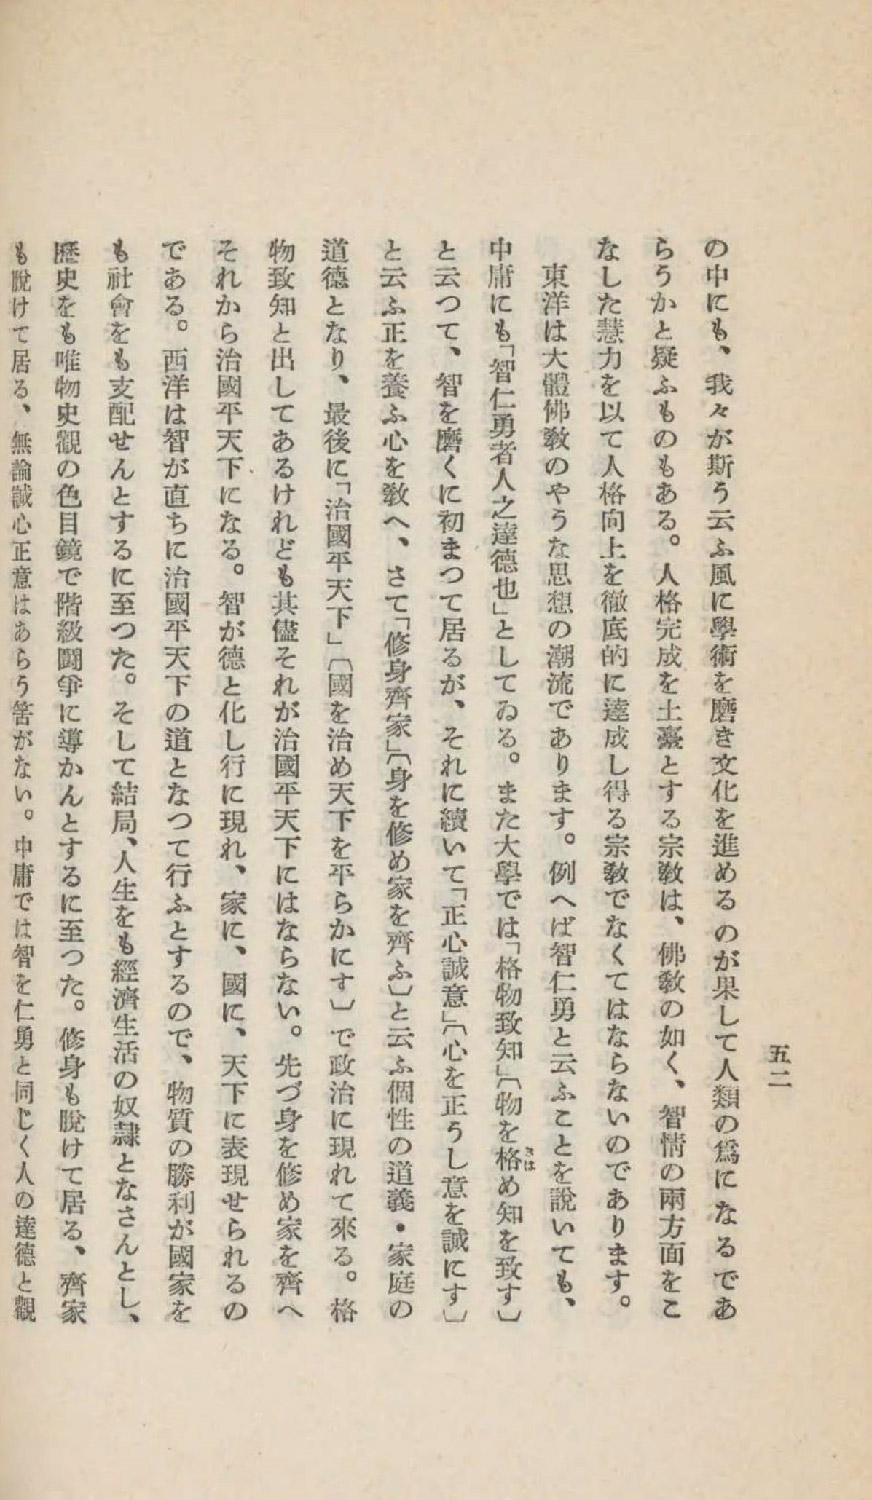 五二
の中にも、我々が斯う云ふ風に學術を磨き文化を進めるのが果して人類の爲になるであ
らうかと疑ふものもある。人格完成を土臺とする宗敎は、佛敎の如く、智情の兩方面をこ
なした慧力を以て人格向上を徹底的に達成し得る宗敎でなくてはならないのであります。
東洋は大體佛敎のやうな思想の潮流であります。例へば智仁勇と云ふことを說いても、
中庸にも「智仁勇者人之達德也」としてゐる。また大學では「格物致知」〔物を格め知を致す〕
きは
と云つて、智を磨くに初まつて居るが、それに續いて「正心誠意」〔心を正うし意を誠にす〕
と云ふ正を養ふ心を敎へ、さて「修身齊家」〔身を修め家を齊ふ〕と云ふ個性の道義・家庭の
道德となり、最後に「治國平天下」〔國を治め天下を平らかにす〕で政治に現れて來る。格
物致知と出してあるけれども其儘それが治國平天下にはならない。先づ身を修め家を齊へ
それから治國平天下になる。智が德と化し行に現れ、家に、國に、天下に表現せられるの
である。西洋は智が直ちに治國平天下の道となつて行ふとするので、物質の勝利が國家を
も社會をも支配せんとするに至つた。そして結局、人生をも經濟生活の奴隷となさんとし、
歷史をも唯物史觀の色目鏡で階級鬪爭に導かんとするに至つた。修身も脫けて居る、齊家
も脫けて居る、無論誠心正意はあらう筈がない。中庸では智を仁勇と同じく人の達德と觀